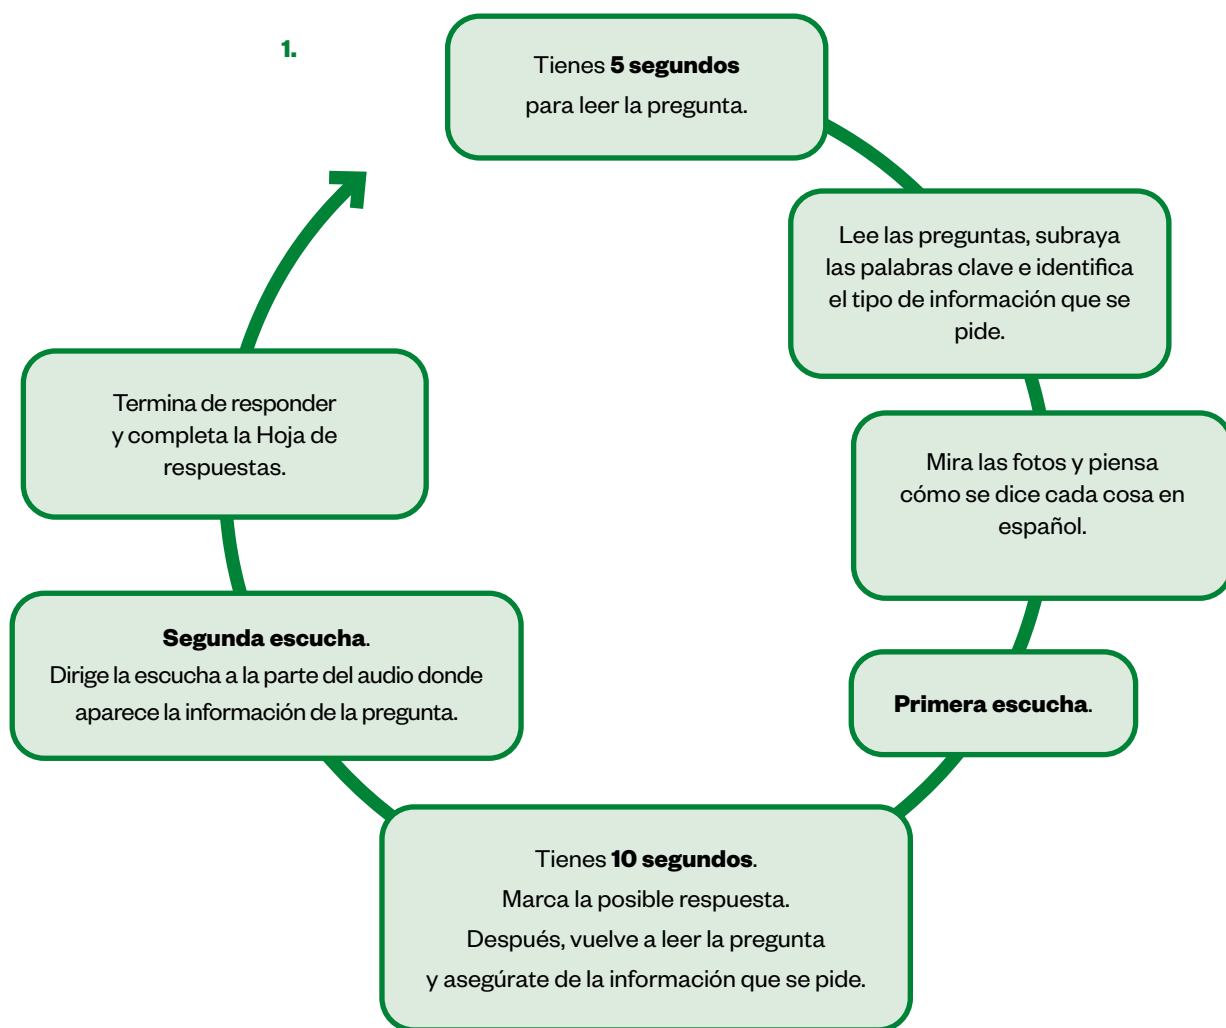 1.
Tienes 5 segundos
para leer la pregunta.
Lee las preguntas, subraya
las palabras clave e identifica
el tipo de información que se
pide.
Mira las fotos y piensa
cómo se dice cada cosa en
español.
Primera escucha.
Tienes 10 segundos.
Marca la posible respuesta.
Después, vuelve a leer la pregunta
y asegúrate de la información que se pide.
Segunda escucha.
Dirige la escucha a la parte del audio donde
aparece la información de la pregunta.
Termina de responder
y completa la Hoja de
respuestas.